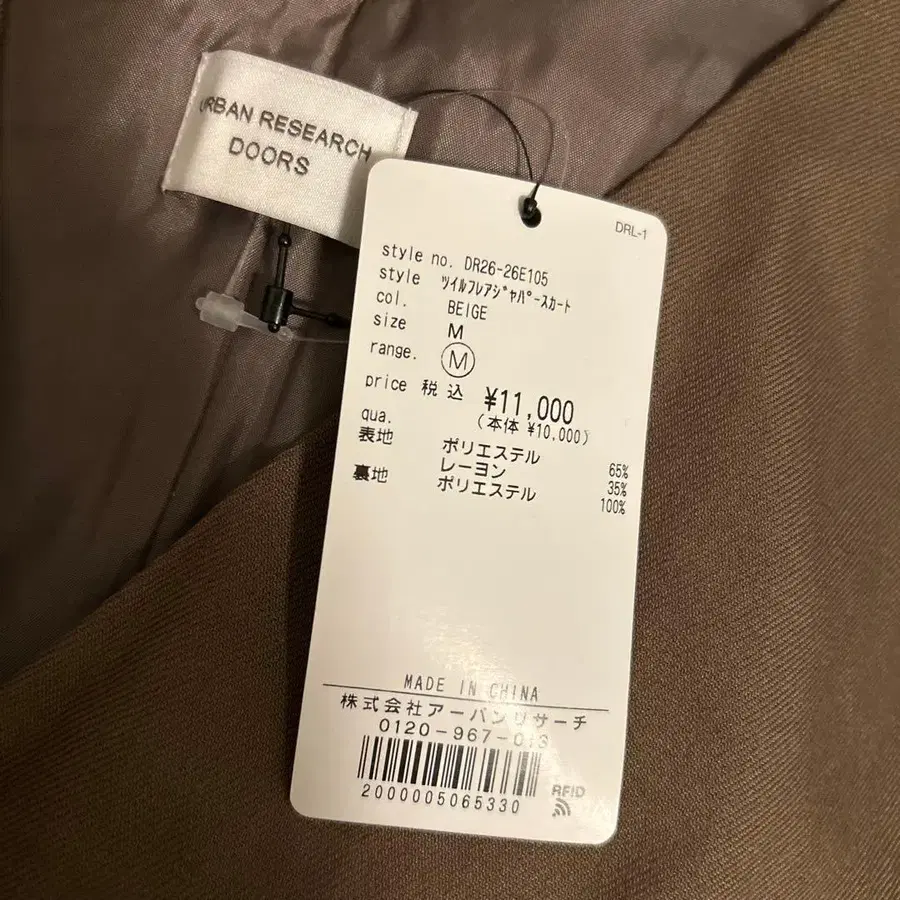 URBAN RESEARCH
DOORS
DRL-1
style no. DR26-26E105
style ツイルフレアジャパースカート
col. BEIGE
size M
range. M
price 税込 ¥11,000
(本体 ¥10,000)
qua.
表地 ポリエステル 65%
レーヨン 35%
裏地 ポリエステル 100%
MADE IN CHINA
株式会社アーバンリサーチ
0120-967-013
2000005065330
RFID